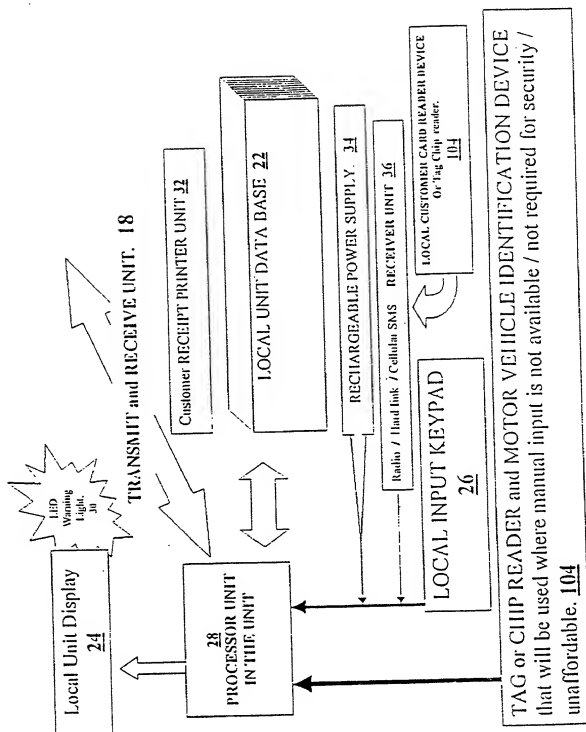 LED
Warning
Light.
30
Local Unit Display
24
TRANSMIT and RECEIVE UNIT. 18
28
PROCESSOR UNIT
IN THE UNIT
Customer RECEIPT PRINTER UNIT 32
LOCAL UNIT DATA BASE 22
RECHARGEABLE POWER SUPPLY. 34
Radio / Hard link / Cellular SMS RECEIVER UNIT 36
LOCAL CUSTOMER CARD READER DEVICE
Or Tag Chip reader.
104
LOCAL INPUT KEYPAD
26
TAG or CHIP READER and MOTOR VEHICLE IDENTIFICATION DEVICE
that will be used where manual input is not available / not required for security /
unaffordable. 104